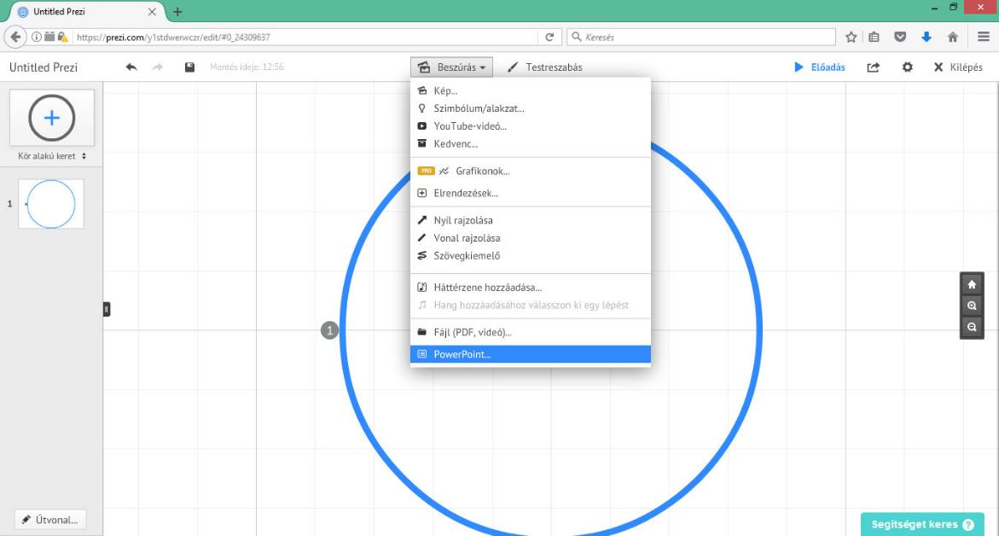 Untitled Prezi
https://prezi.com/y1stdwerwczr/edit/#0_24309637
Keresés
Untitled Prezi
Mentés ideje: 12:56
Beszúrás
Testreszabás
Előadás
Kilépés
Kép...
Szimbólum/alakzat...
YouTube-videó...
Kedvenc...
PRO Grafikonok...
Elrendezések...
Nyíl rajzolása
Vonal rajzolása
Szövegkiemelő
Háttérzene hozzáadása...
Hang hozzáadásához válasszon ki egy lépést
Fájl (PDF, videó)...
PowerPoint...
Kör alakú keret
1
1
Útvonal...
Segítséget keres ?